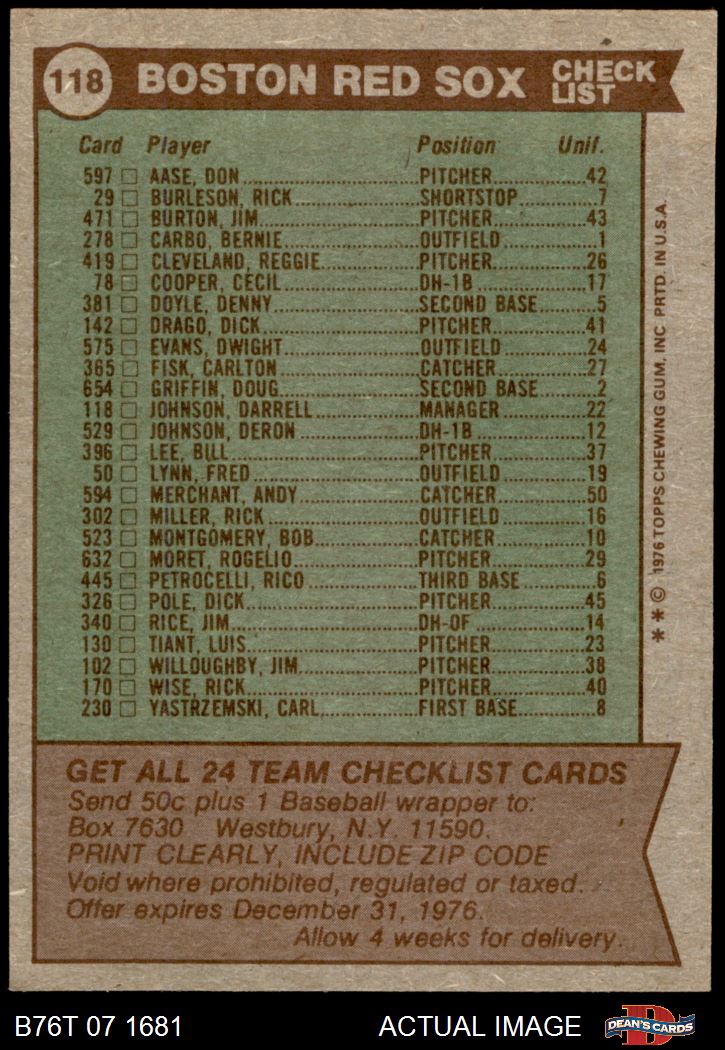 118 BOSTON RED SOX CHECK LIST
Card Player Position Unif.
597 AASE, DON PITCHER 42
29 BURLESON, RICK SHORTSTOP 7
471 BURTON, JIM PITCHER 43
278 CARBO, BERNIE OUTFIELD 1
419 CLEVELAND, REGGIE PITCHER 26
78 COOPER, CECIL DH-1B 17
381 DOYLE, DENNY SECOND BASE 5
142 DRAGO, DICK PITCHER 41
575 EVANS, DWIGHT OUTFIELD 24
365 FISK, CARLTON CATCHER 27
654 GRIFFIN, DOUG SECOND BASE 2
118 JOHNSON, DARRELL MANAGER 22
529 JOHNSON, DERON DH-1B 12
396 LEE, BILL PITCHER 37
50 LYNN, FRED OUTFIELD 19
594 MERCHANT, ANDY CATCHER 50
302 MILLER, RICK OUTFIELD 16
523 MONTGOMERY, BOB CATCHER 10
632 MORET, ROGELIO PITCHER 29
445 PETROCELLI, RICO THIRD BASE 6
326 POLE, DICK PITCHER 45
340 RICE, JIM DH-OF 14
130 TIANT, LUIS PITCHER 23
102 WILLOUGHBY, JIM PITCHER 38
170 WISE, RICK PITCHER 40
230 YASTRZEMSKI, CARL FIRST BASE 8
**© 1976 TOPPS CHEWING GUM, INC PRTD. IN U.S.A.
GET ALL 24 TEAM CHECKLIST CARDS
Send 50c plus 1 Baseball wrapper to:
Box 7630 Westbury, N.Y. 11590.
PRINT CLEARLY, INCLUDE ZIP CODE
Void where prohibited, regulated or taxed.
Offer expires December 31, 1976.
Allow 4 weeks for delivery.
B76T 07 1681 ACTUAL IMAGE DEAN'S CARDS